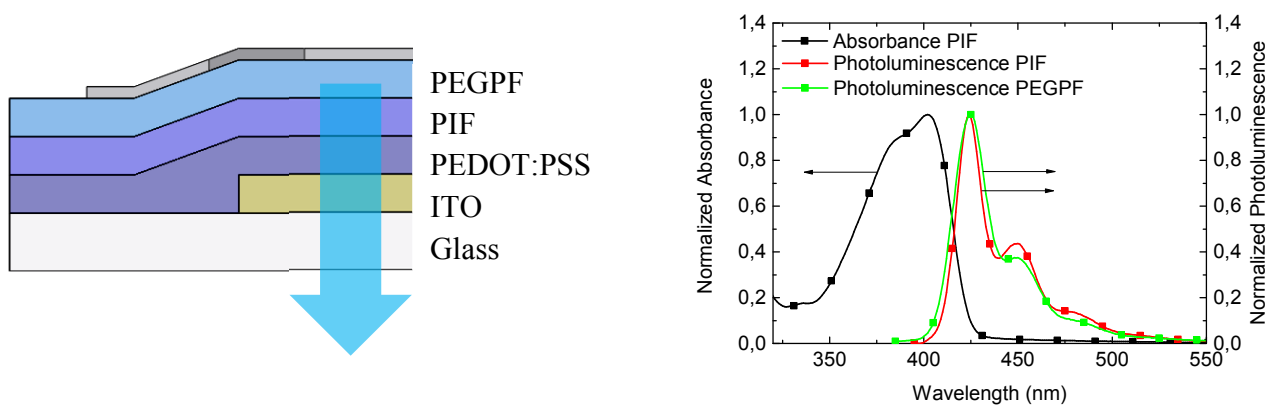 PEGPF
PIF
PEDOT:PSS
ITO
Glass
Absorbance PIF
Photoluminescence PIF
Photoluminescence PEGPF
Normalized Absorbance
1,4
1,2
1,0
0,8
0,6
0,4
0,2
0,0
350 400 450 500 550
Wavelength (nm)
1,4
1,2
1,0
0,8
0,6
0,4
0,2
0,0
Normalized Photoluminescence